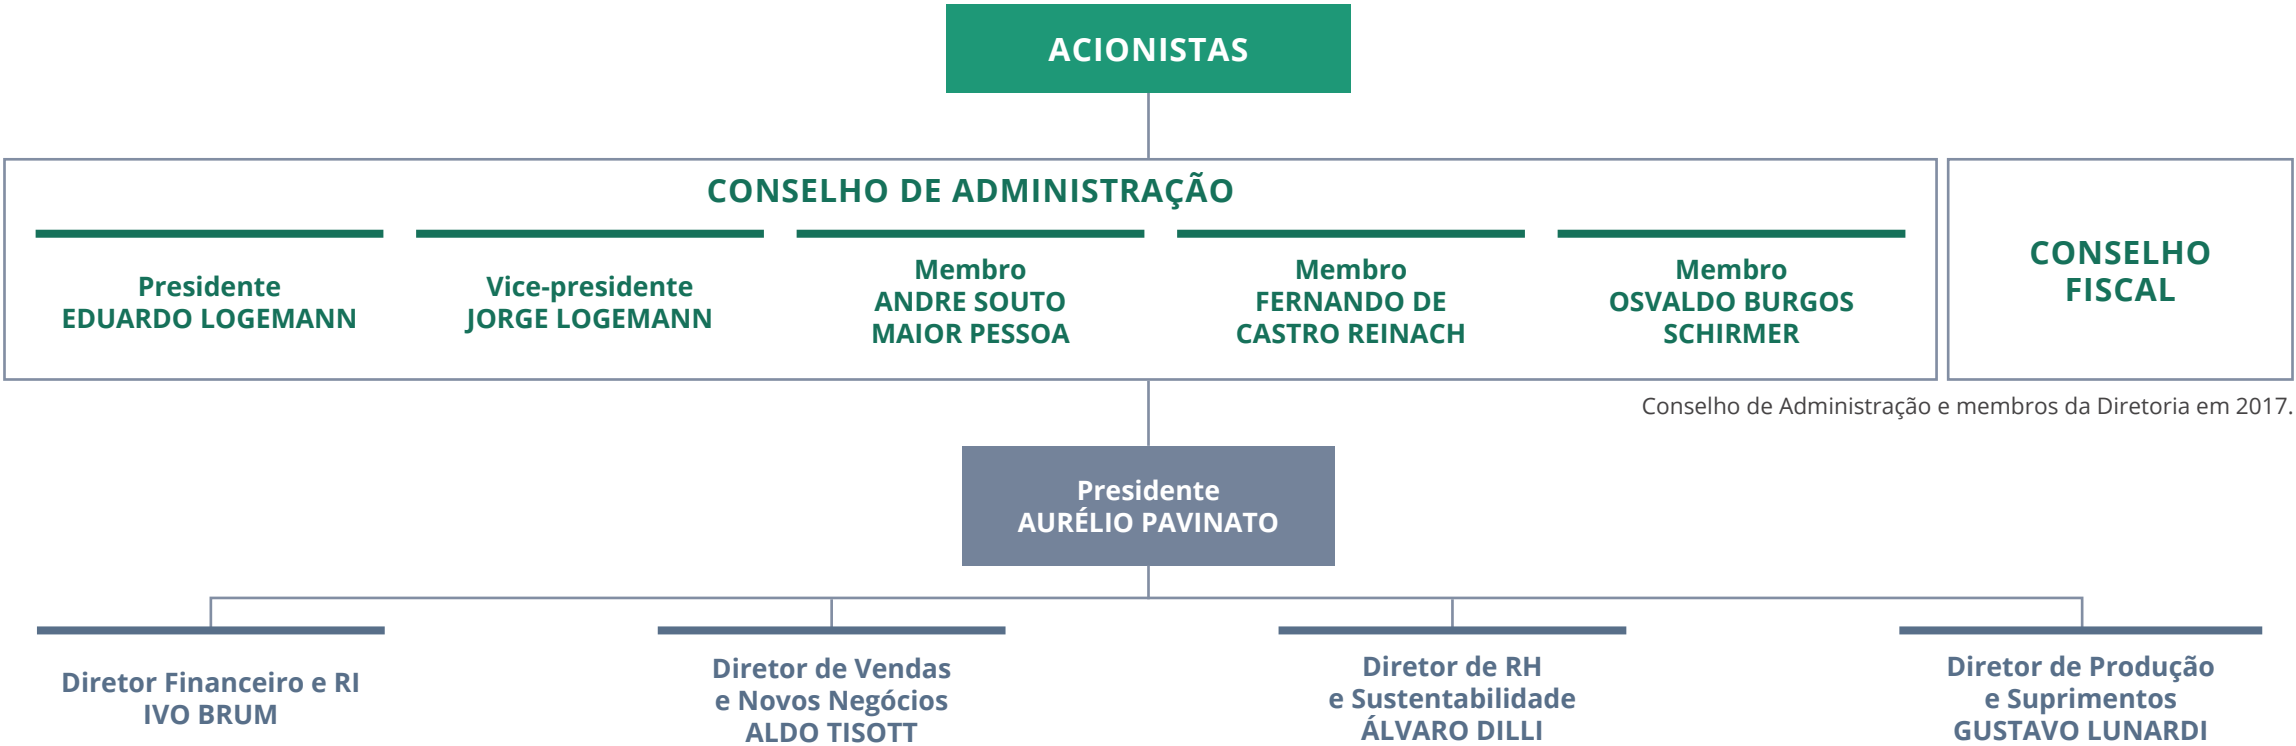 ACIONISTAS
CONSELHO DE ADMINISTRAÇÃO
Presidente
EDUARDO LOGEMANN
Vice-presidente
JORGE LOGEMANN
Membro
ANDRE SOUTO
MAIOR PESSOA
Membro
FERNANDO DE
CASTRO REINACH
Membro
OSVALDO BURGOS
SCHIRMER
CONSELHO
FISCAL
Conselho de Administração e membros da Diretoria em 2017.
Presidente
AURÉLIO PAVINATO
Diretor Financeiro e RI
IVO BRUM
Diretor de Vendas
e Novos Negócios
ALDO TISOTT
Diretor de RH
e Sustentabilidade
ÁLVARO DILLI
Diretor de Produção
e Suprimentos
GUSTAVO LUNARDI